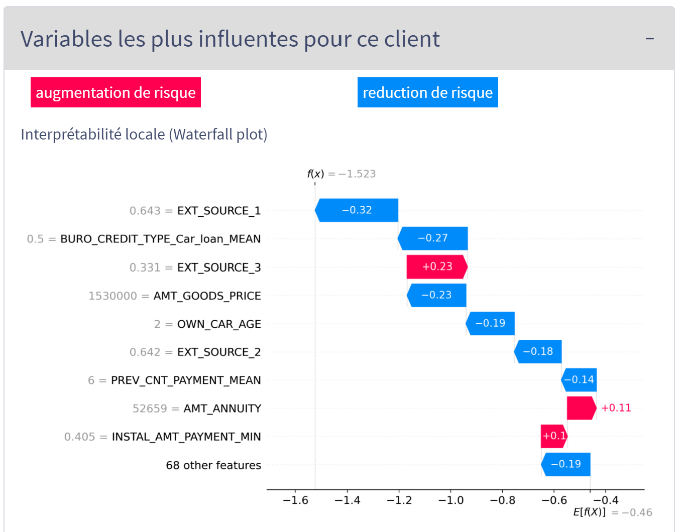 Variables les plus influentes pour ce client –
augmentation de risque reduction de risque
Interprétabilité locale (Waterfall plot)
f(x) = −1.523
0.643 = EXT_SOURCE_1 −0.32
0.5 = BURO_CREDIT_TYPE_Car_loan_MEAN −0.27
0.331 = EXT_SOURCE_3 +0.23
1530000 = AMT_GOODS_PRICE −0.23
2 = OWN_CAR_AGE −0.19
0.642 = EXT_SOURCE_2 −0.18
6 = PREV_CNT_PAYMENT_MEAN −0.14
52659 = AMT_ANNUITY +0.11
0.405 = INSTAL_AMT_PAYMENT_MIN +0.1
68 other features −0.19
−1.6 −1.4 −1.2 −1.0 −0.8 −0.6 −0.4
E[f(X)] = −0.46